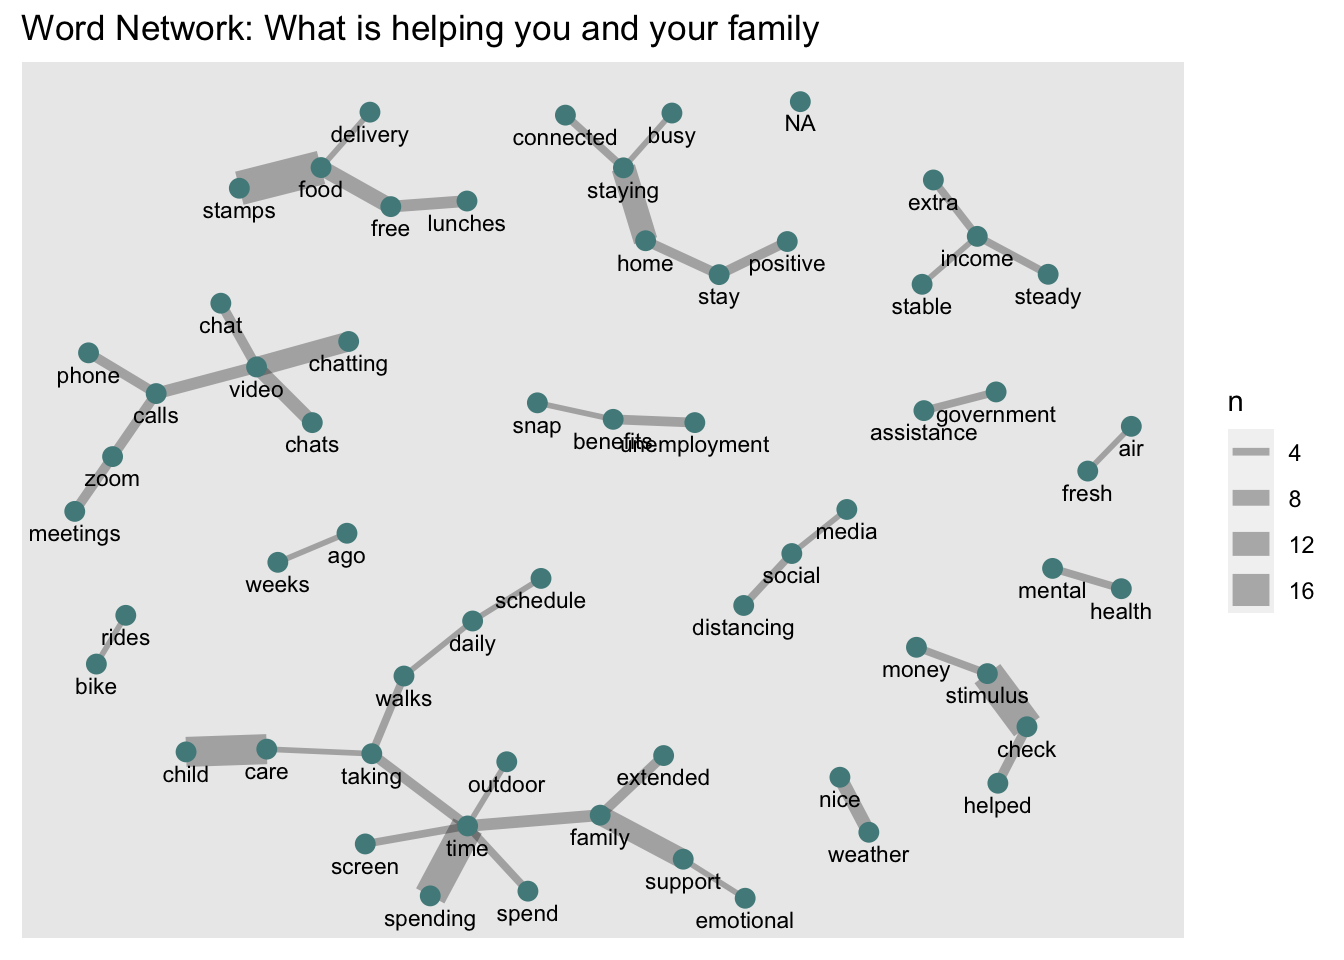 Word Network: What is helping you and your family
delivery
connected
busy
NA
food
staying
stamps
extra
free
lunches
income
home
positive
stay
stable
steady
chat
chatting
phone
video
calls
chats
snap
benefits
unemployment
government
assistance
n
4
8
12
16
air
fresh
zoom
meetings
media
ago
weeks
social
schedule
mental
health
distancing
rides
daily
bike
walks
money
stimulus
check
child
care
taking
outdoor
extended
nice
helped
time
family
weather
screen
support
spending
spend
emotional